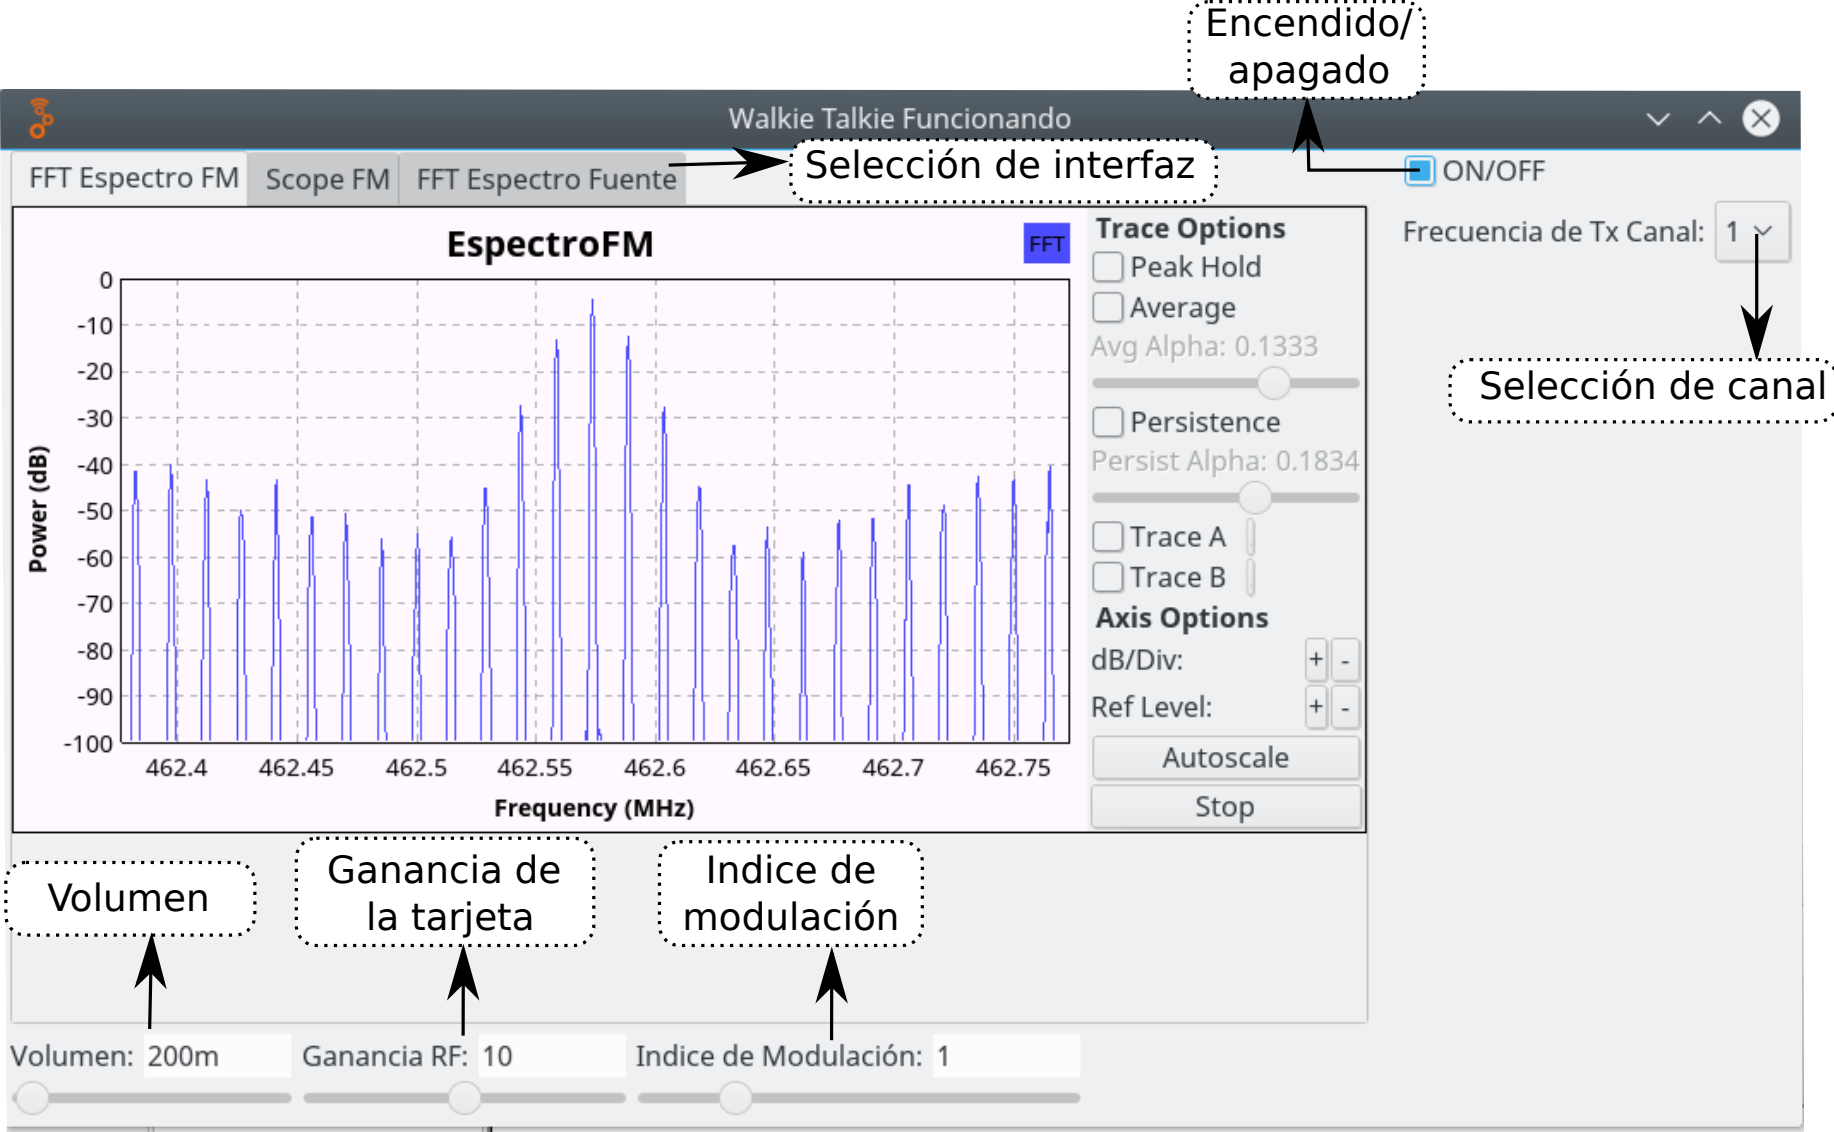 Encendido/
apagado
Walkie Talkie Funcionando
FFT Espectro FM
Scope FM
FFT Espectro Fuente
Selección de interfaz
ON/OFF
Frecuencia de Tx Canal: 1
Selección de canal
EspectroFM
FFT
0
-10
-20
-30
-40
-50
-60
-70
-80
-90
-100
Power (dB)
462.4
462.45
462.5
462.55
462.6
462.65
462.7
462.75
Frequency (MHz)
Trace Options
Peak Hold
Average
Avg Alpha: 0.1333
Persistence
Persist Alpha: 0.1834
Trace A
Trace B
Axis Options
dB/Div: + -
Ref Level: + -
Autoscale
Stop
Volumen
Ganancia de
la tarjeta
Indice de
modulación
Volumen: 200m
Ganancia RF: 10
Indice de Modulación: 1